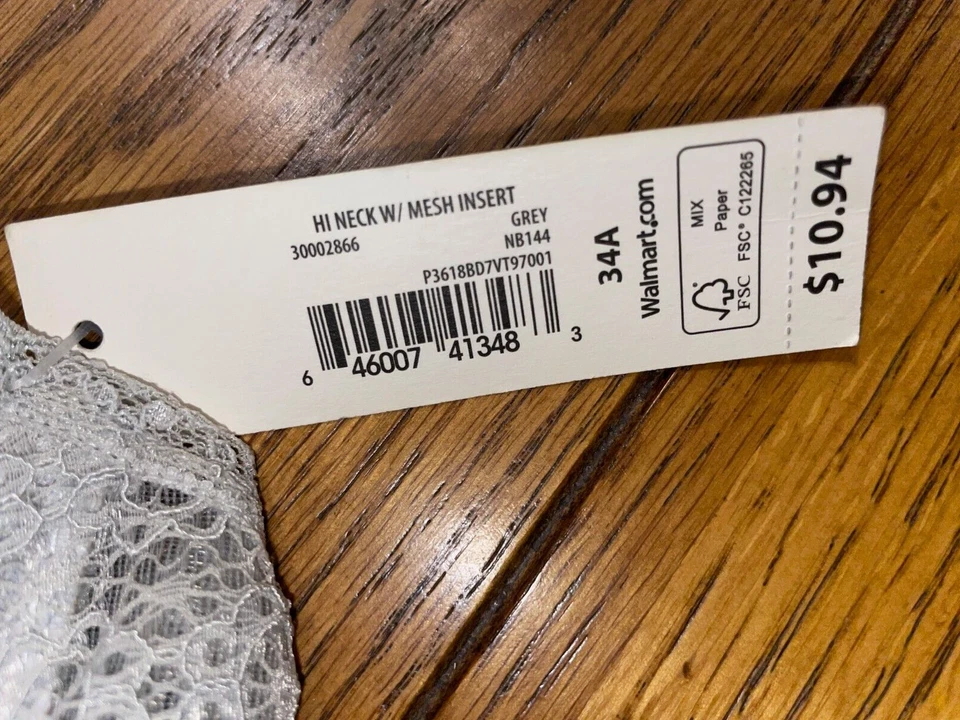 HI NECK W/ MESH INSERT
30002866 GREY
NB144
P3618BD7VT97001
6 46007 41348 3
34A
Walmart.com
MIX
Paper
FSC FSC® C122265
$10.94